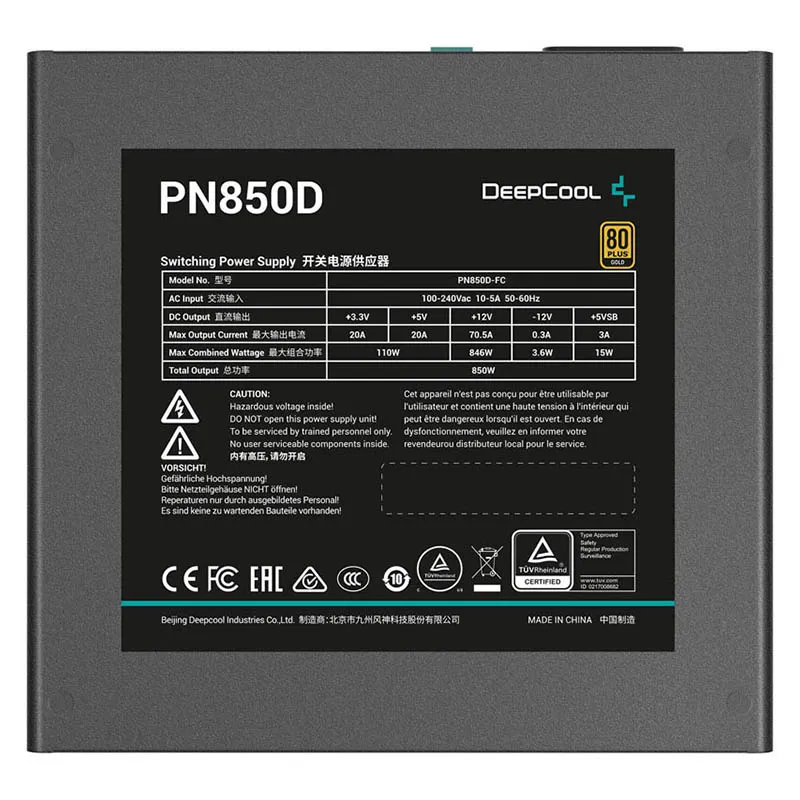 PN850D
DEEPCOOL
80
PLUS
GOLD
Switching Power Supply 开关电源供应器
Model No. 型号 PN850D-FC
AC Input 交流输入 100-240Vac 10-5A 50-60Hz
DC Output 直流输出 +3.3V +5V +12V -12V +5VSB
Max Output Current 最大输出电流 20A 20A 70.5A 0.3A 3A
Max Combined Wattage 最大组合功率 110W 846W 3.6W 15W
Total Output 总功率 850W
CAUTION:
Hazardous voltage inside!
DO NOT open this power supply unit!
To be serviced by trained personnel only.
No user serviceable components inside.
内有高压, 请勿开启
Cet appareil n'est pas conçu pour être utilisable par
l'utilisateur et contient une haute tension à l'intérieur qui
peut être dangereux lorsqu'il est ouvert. En cas de
dysfonctionement, veuillez en informer votre
revendeurou distributeur local pour le service.
VORSICHT!
Gefährliche Hochspannung!
Bitte Netzteilgehäuse NICHT öffnen!
Reperaturen nur durch ausgebildetes Personal!
Es sind keine zu wartenden Bauteile vorhanden!
CE FC EAC CCC 10
TÜVRheinland
C US
TÜVRheinland
CERTIFIED
Type Approved
Safety
Regular Production
Surveillance
www.tuv.com
ID 0217008682
Beijing Deepcool Industries Co.,Ltd. 制造商:北京市九州风神科技股份有限公司
MADE IN CHINA 中国制造